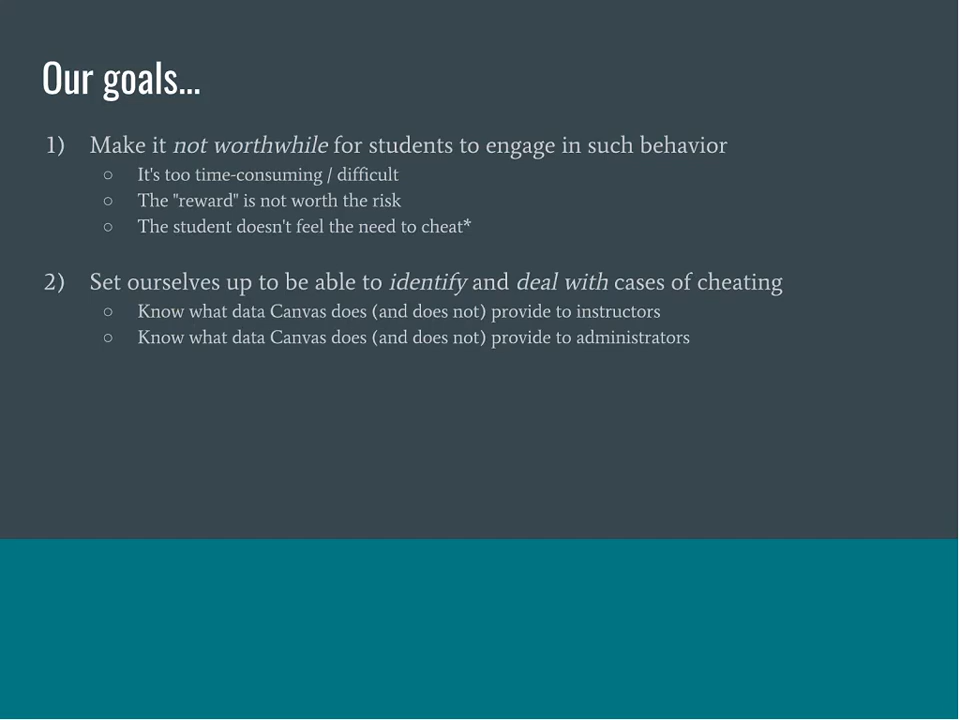 Our goals...
1) Make it not worthwhile for students to engage in such behavior
○ It's too time-consuming / difficult
○ The "reward" is not worth the risk
○ The student doesn't feel the need to cheat*
2) Set ourselves up to be able to identify and deal with cases of cheating
○ Know what data Canvas does (and does not) provide to instructors
○ Know what data Canvas does (and does not) provide to administrators